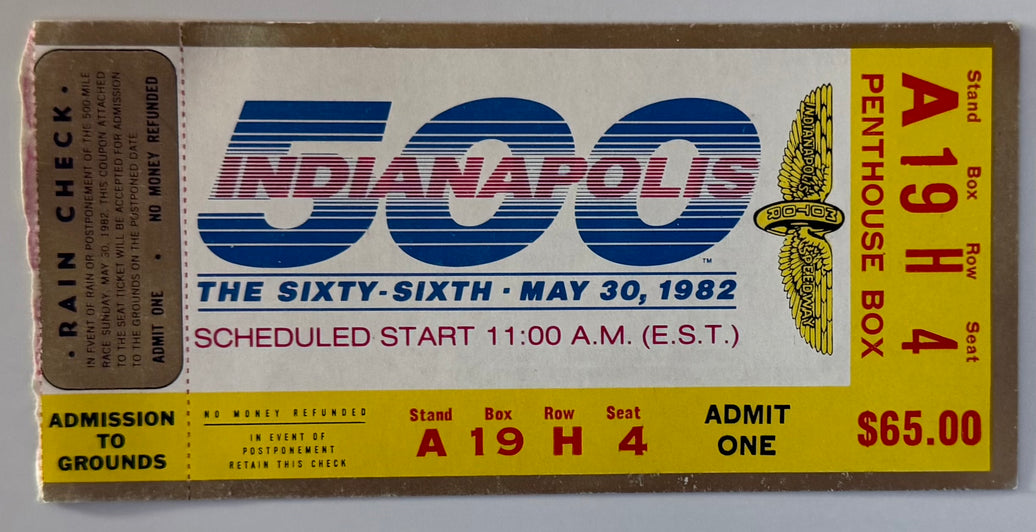 • RAIN CHECK •
IN EVENT OF RAIN OR POSTPONEMENT OF THE 500-MILE
RACE SUNDAY, MAY 30, 1982, THIS COUPON ATTACHED
TO THE SEAT TICKET WILL BE ACCEPTED FOR ADMISSION
TO THE GROUNDS ON THE POSTPONED DATE
ADMIT ONE • NO MONEY REFUNDED
ADMISSION
TO
GROUNDS
500
INDIANAPOLIS
TM
THE SIXTY-SIXTH • MAY 30, 1982
SCHEDULED START 11:00 A.M. (E.S.T.)
INDIANAPOLIS
MOTOR
SPEEDWAY
NO MONEY REFUNDED
IN EVENT OF
POSTPONEMENT
RETAIN THIS CHECK
Stand Box Row Seat
A 19 H 4
ADMIT
ONE
Stand Box Row Seat
A 19 H 4
PENTHOUSE BOX
$65.00